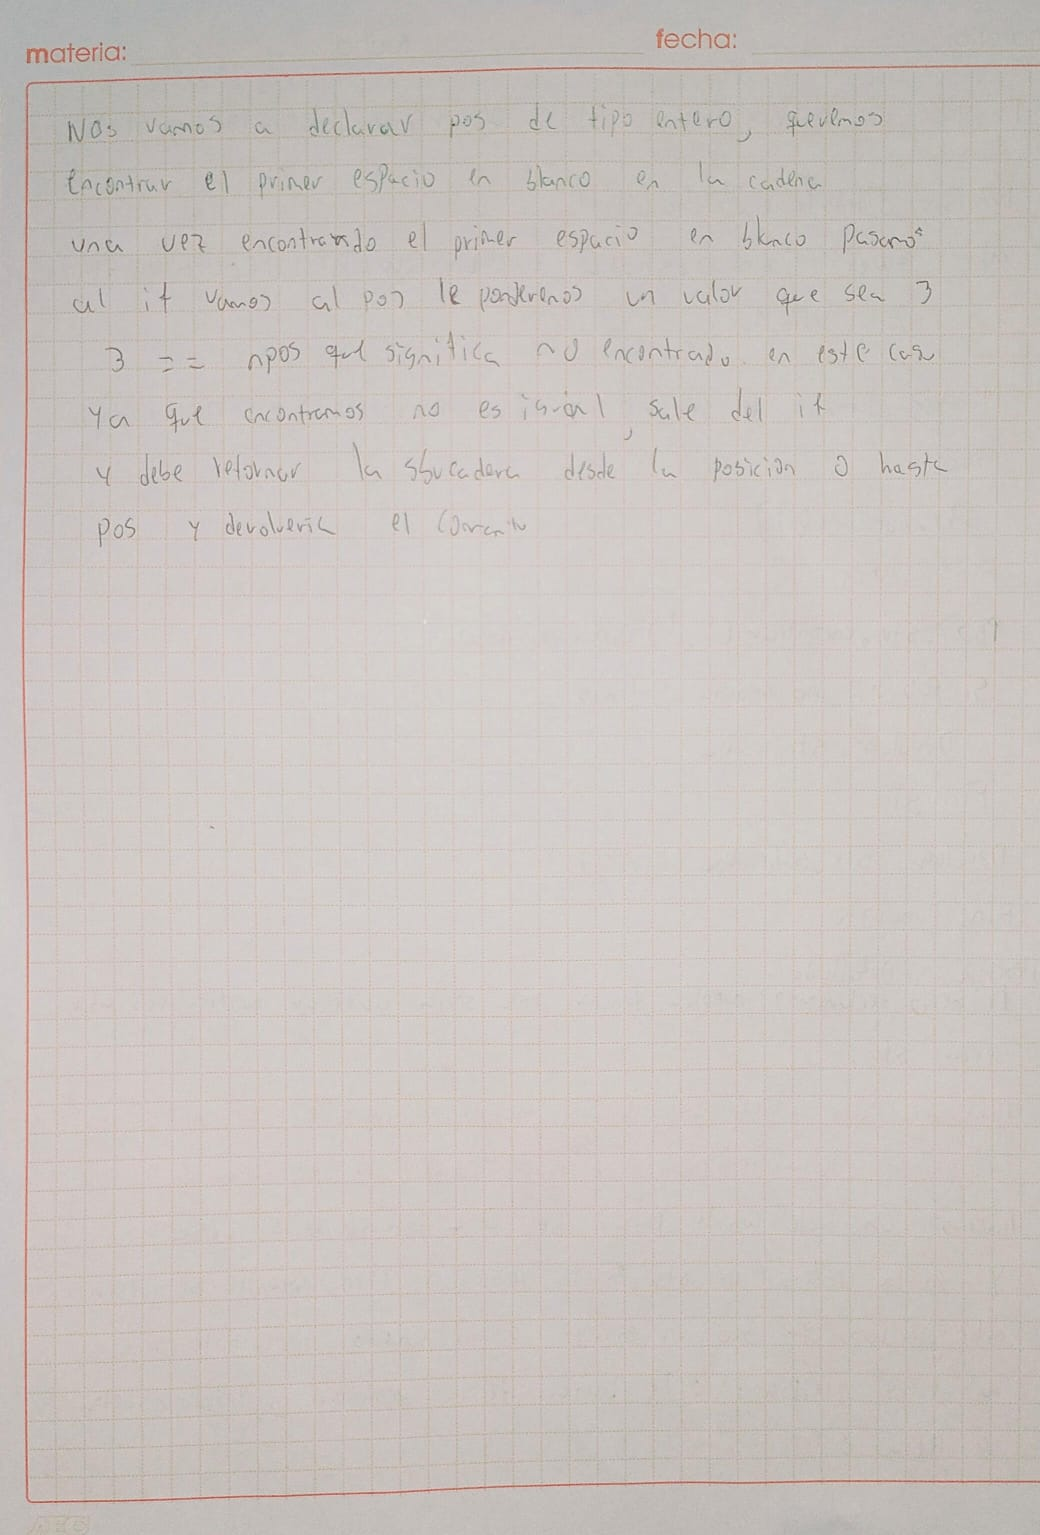 materia:
fecha:
Nos vamos a declarar pos de tipo entero, queremos
encontrar el primer espacio en blanco en la cadena
una vez encontrando el primer espacio en blanco pasamos
al if vamos al pos le pondremos un valor que sea 3
3 == npos que significa no encontrado en este caso
ya que encontramos no es igual, sale del if
y debe retornar la sbucadena desde la posicion 0 hasta
pos y devolveria el